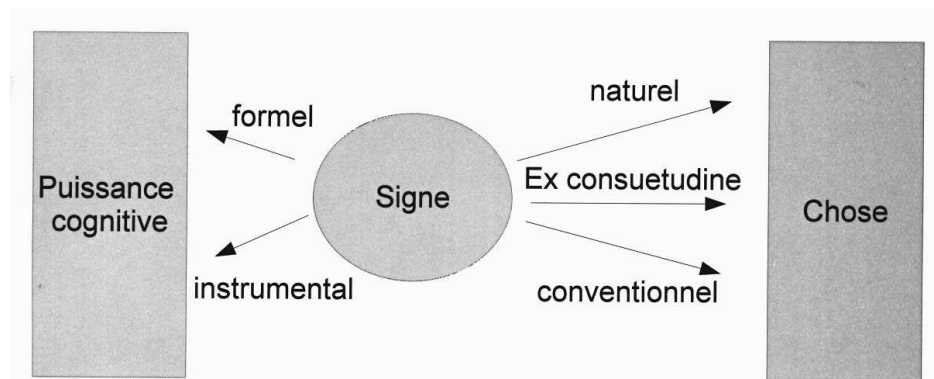 naturel
formel
Puissance
cognitive
Signe
Ex consuetudine
Chose
instrumental
conventionnel